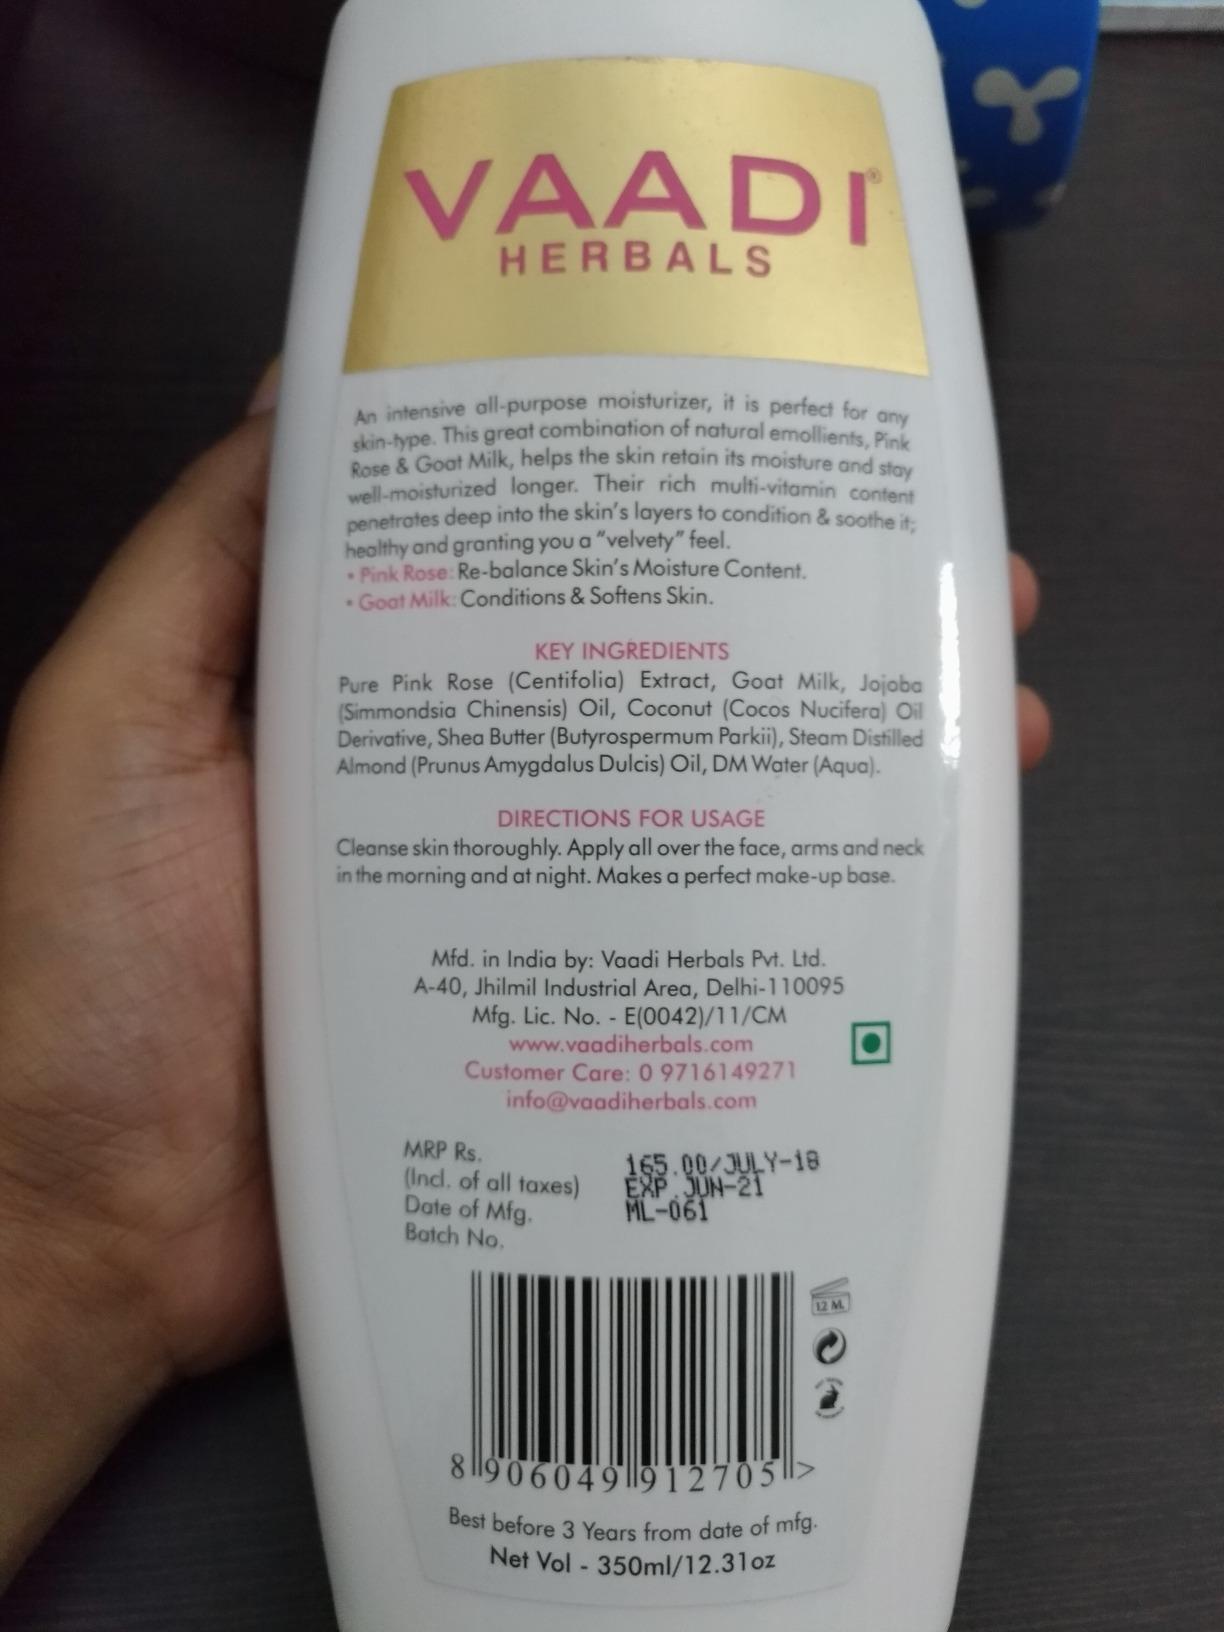 VAADI®
HERBALS
An intensive all-purpose moisturizer, it is perfect for any
skin-type. This great combination of natural emollients, Pink
Rose & Goat Milk, helps the skin retain its moisture and stay
well-moisturized longer. Their rich multi-vitamin content
penetrates deep into the skin's layers to condition & soothe it;
healthy and granting you a "velvety" feel.
• Pink Rose: Re-balance Skin's Moisture Content.
• Goat Milk: Conditions & Softens Skin.
KEY INGREDIENTS
Pure Pink Rose (Centifolia) Extract, Goat Milk, Jojoba
(Simmondsia Chinensis) Oil, Coconut (Cocos Nucifera) Oil
Derivative, Shea Butter (Butyrospermum Parkii), Steam Distilled
Almond (Prunus Amygdalus Dulcis) Oil, DM Water (Aqua).
DIRECTIONS FOR USAGE
Cleanse skin thoroughly. Apply all over the face, arms and neck
in the morning and at night. Makes a perfect make-up base.
Mfd. in India by: Vaadi Herbals Pvt. Ltd.
A-40, Jhilmil Industrial Area, Delhi-110095
Mfg. Lic. No. - E(0042)/11/CM
www.vaadiherbals.com
Customer Care: 0 9716149271
info@vaadiherbals.com
MRP Rs.
(Incl. of all taxes)
Date of Mfg.
Batch No.
165.00/JULY-18
EXP.JUN-21
ML-061
12 M.
8 906049 912705 >
Best before 3 Years from date of mfg.
Net Vol - 350ml/12.31oz